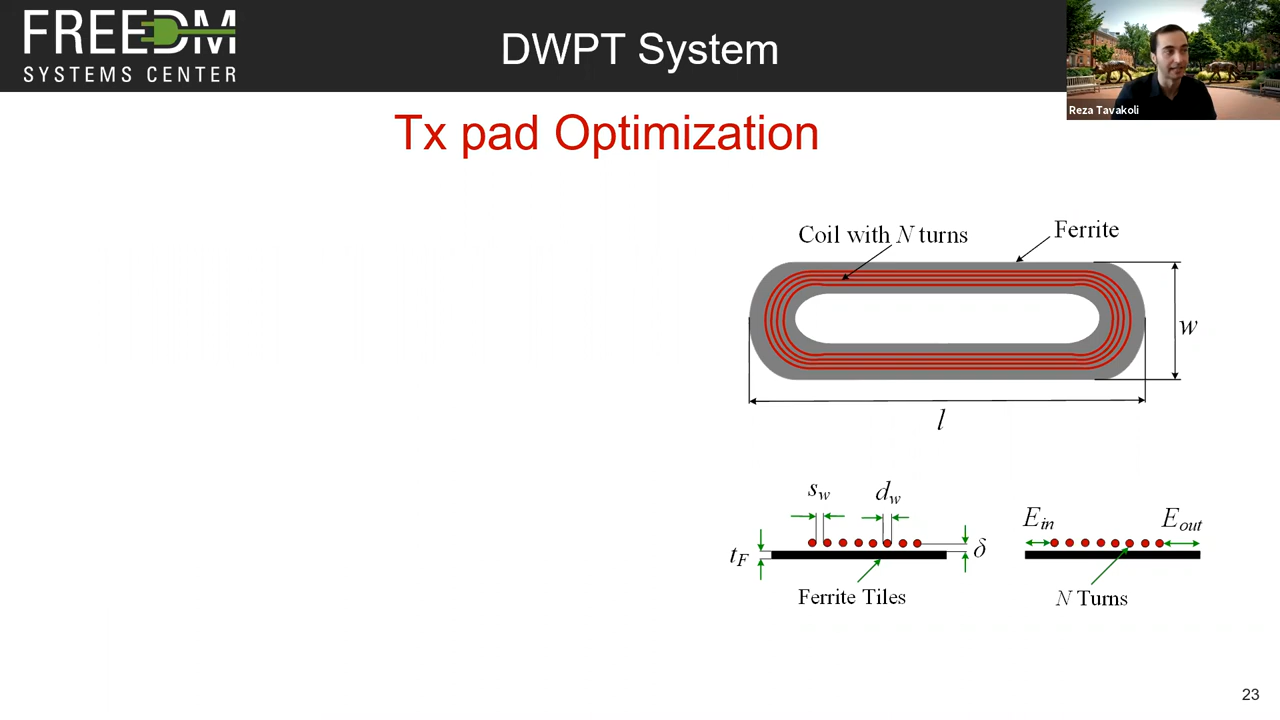 FREEDM
SYSTEMS CENTER
DWPT System
Reza Tavakoli
Tx pad Optimization
Coil with N turns
Ferrite
w
l
s_w
d_w
t_F
δ
Ferrite Tiles
E_in
E_out
N Turns
23